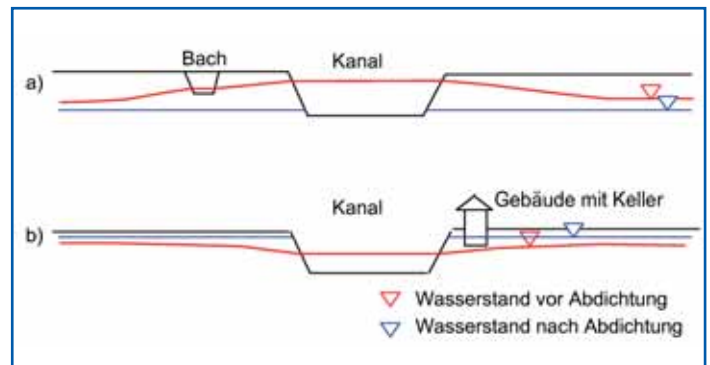 Bach
Kanal
a)
Kanal
Gebäude mit Keller
b)
Wasserstand vor Abdichtung
Wasserstand nach Abdichtung